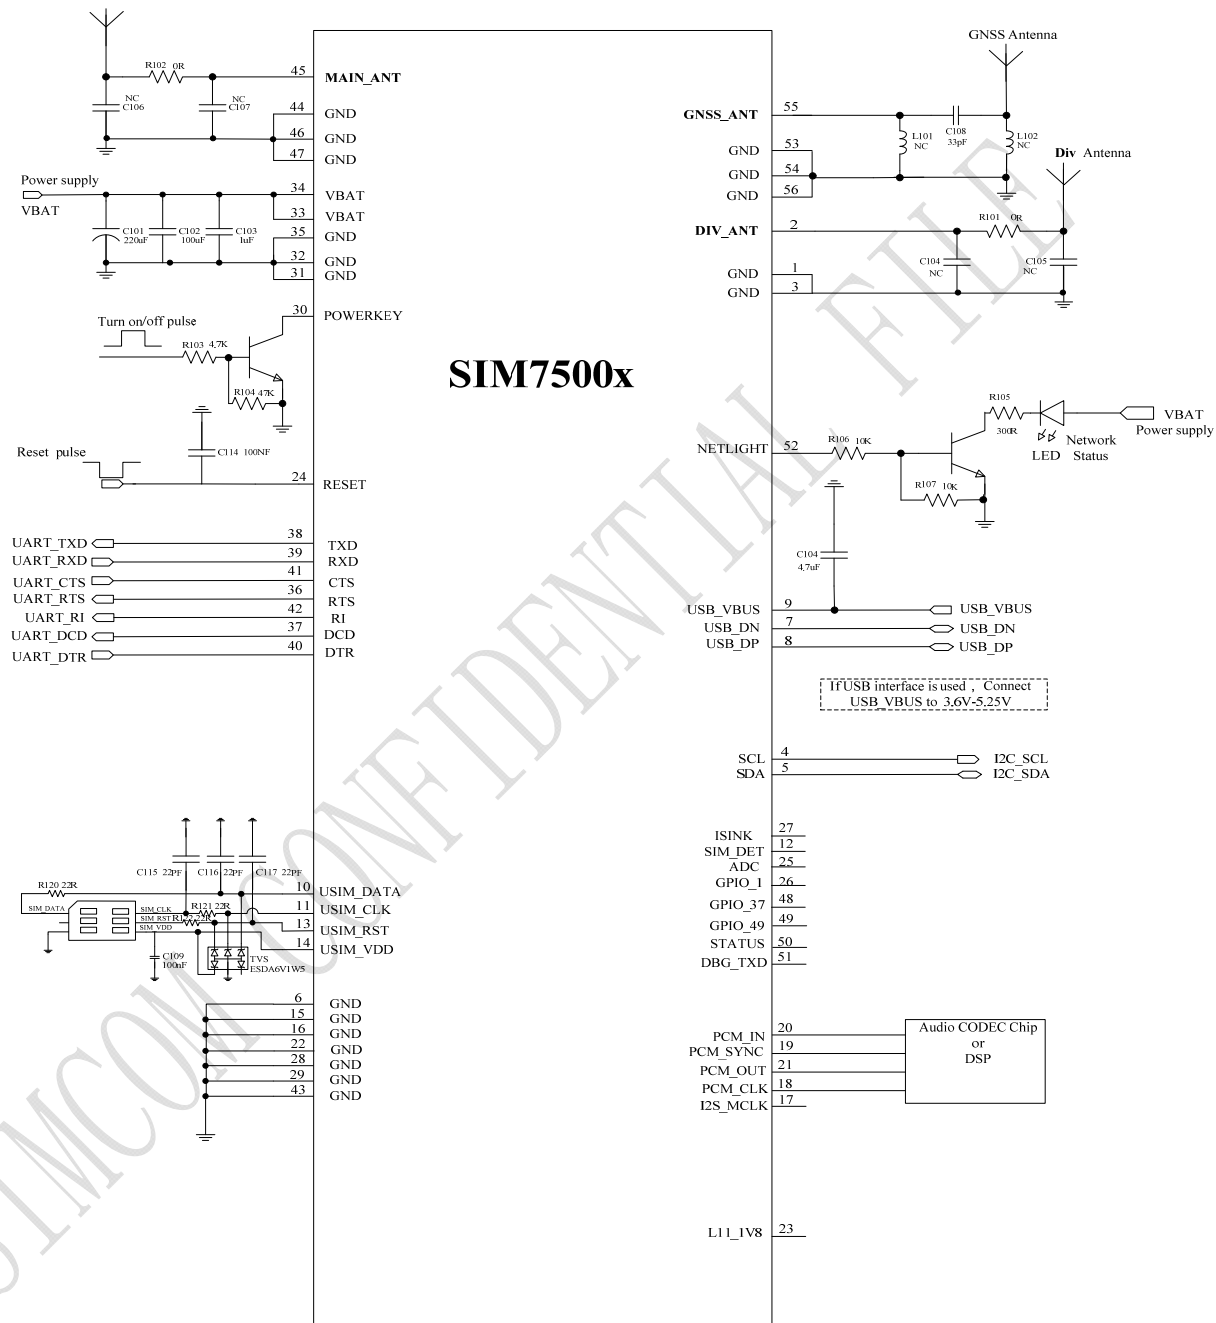 R102 0R
NC
C106
NC
C107
45
MAIN_ANT
44
GND
46
GND
47
GND
Power supply
VBAT
34
VBAT
33
VBAT
35
GND
32
GND
31
GND
C101
220uF
C102
100uF
C103
1uF
30
POWERKEY
Turn on/off pulse
R103 4.7K
R104 47K
C114 100NF
Reset pulse
24
RESET
UART_TXD
38
TXD
UART_RXD
39
RXD
UART_CTS
41
CTS
UART_RTS
36
RTS
UART_RI
42
RI
UART_DCD
37
DCD
UART_DTR
40
DTR
C115 22PF
C116 22PF
C117 22PF
R120 22R
SIM_DATA
SIM_CLK
SIM_RST
SIM_VDD
R121 22R
R122 22R
C109
100nF
TVS
ESDA6V1W5
10
USIM_DATA
11
USIM_CLK
13
USIM_RST
14
USIM_VDD
6
GND
15
GND
16
GND
22
GND
28
GND
29
GND
43
GND
SIM7500x
GNSS Antenna
55
GNSS_ANT
L101
NC
C108
33pF
L102
NC
53
GND
54
GND
56
GND
Div Antenna
2
DIV_ANT
R101 0R
C104
NC
C105
NC
1
GND
3
GND
R105
300R
LED
Network
Status
VBAT
Power supply
NETLIGHT
52
R106 10K
R107 10K
C104
4.7uF
USB_VBUS
9
USB_VBUS
USB_DN
7
USB_DN
USB_DP
8
USB_DP
If USB interface is used , Connect
USB_VBUS to 3.6V-5.25V
SCL
4
I2C_SCL
SDA
5
I2C_SDA
ISINK
27
SIM_DET
12
ADC
25
GPIO_1
26
GPIO_37
48
GPIO_49
49
STATUS
50
DBG_TXD
51
PCM_IN
20
PCM_SYNC
19
PCM_OUT
21
PCM_CLK
18
I2S_MCLK
17
Audio CODEC Chip
or
DSP
L11_1V8
23
SIMCOM CONFIDENTIAL FILE